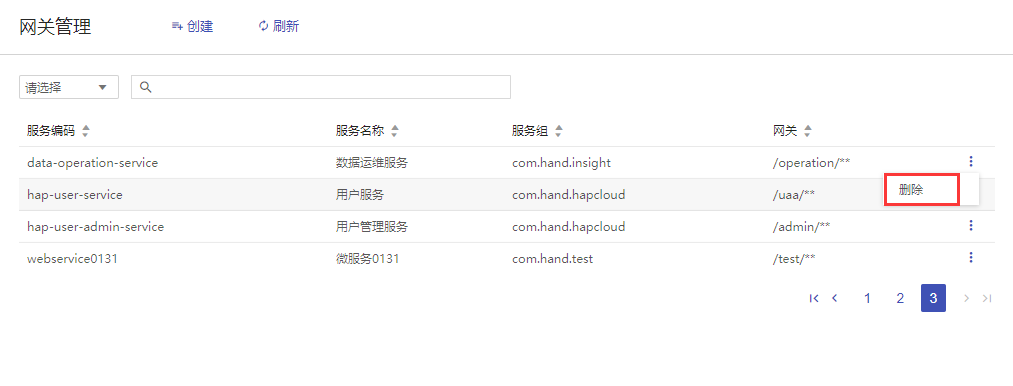 网关管理 创建 刷新
请选择
服务编码 服务名称 服务组 网关
data-operation-service 数据运维服务 com.hand.insight /operation/**
hap-user-service 用户服务 com.hand.hapcloud /uaa/** 删除
hap-user-admin-service 用户管理服务 com.hand.hapcloud /admin/**
webservice0131 微服务0131 com.hand.test /test/**
1 2 3